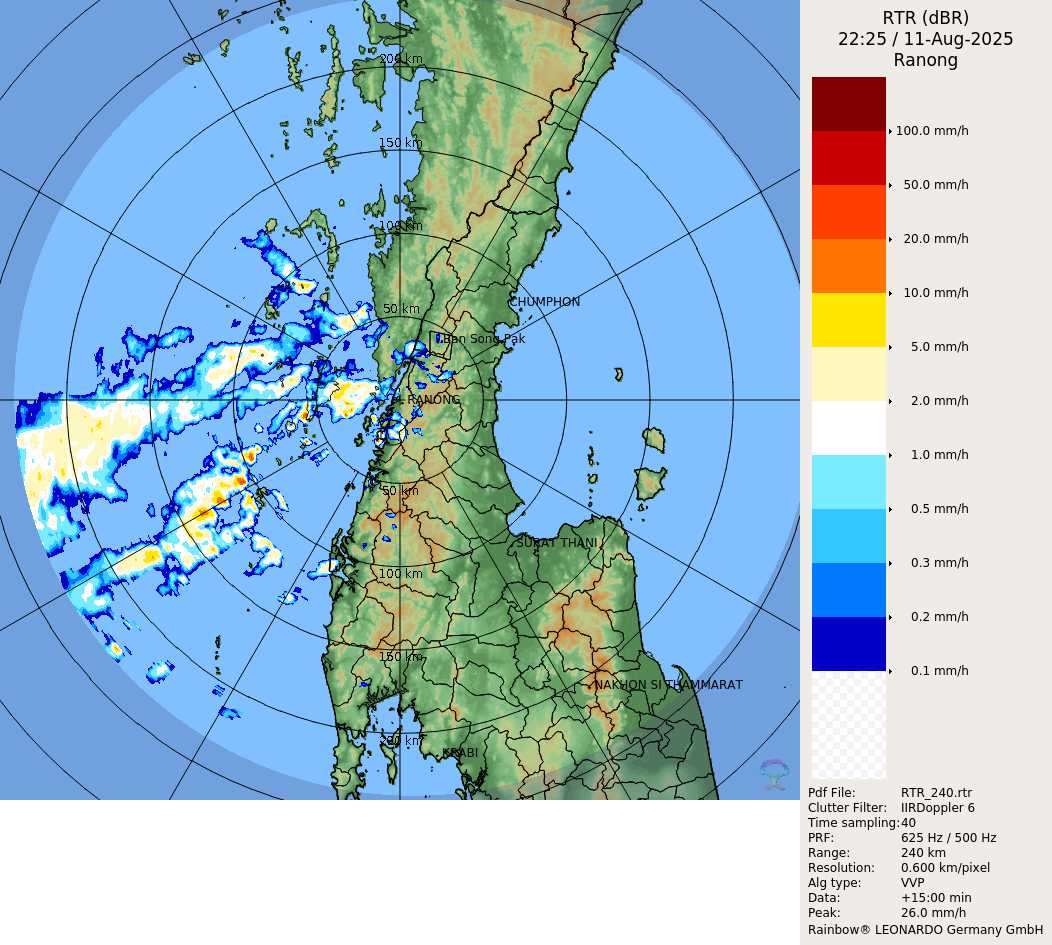 RTR (dBR)
22:25 / 11-Aug-2025
Ranong
200 km
150 km
100 km
50 km
CHUMPHON
Ban Song Pak
RANONG
50 km
SURAT THANI
100 km
150 km
NAKHON SI THAMMARAT
200 km
KRABI
100.0 mm/h
50.0 mm/h
20.0 mm/h
10.0 mm/h
5.0 mm/h
2.0 mm/h
1.0 mm/h
0.5 mm/h
0.3 mm/h
0.2 mm/h
0.1 mm/h
Pdf File: RTR_240.rtr
Clutter Filter: IIRDoppler 6
Time sampling:40
PRF: 625 Hz / 500 Hz
Range: 240 km
Resolution: 0.600 km/pixel
Alg type: VVP
Data: +15:00 min
Peak: 26.0 mm/h
Rainbow® LEONARDO Germany GmbH